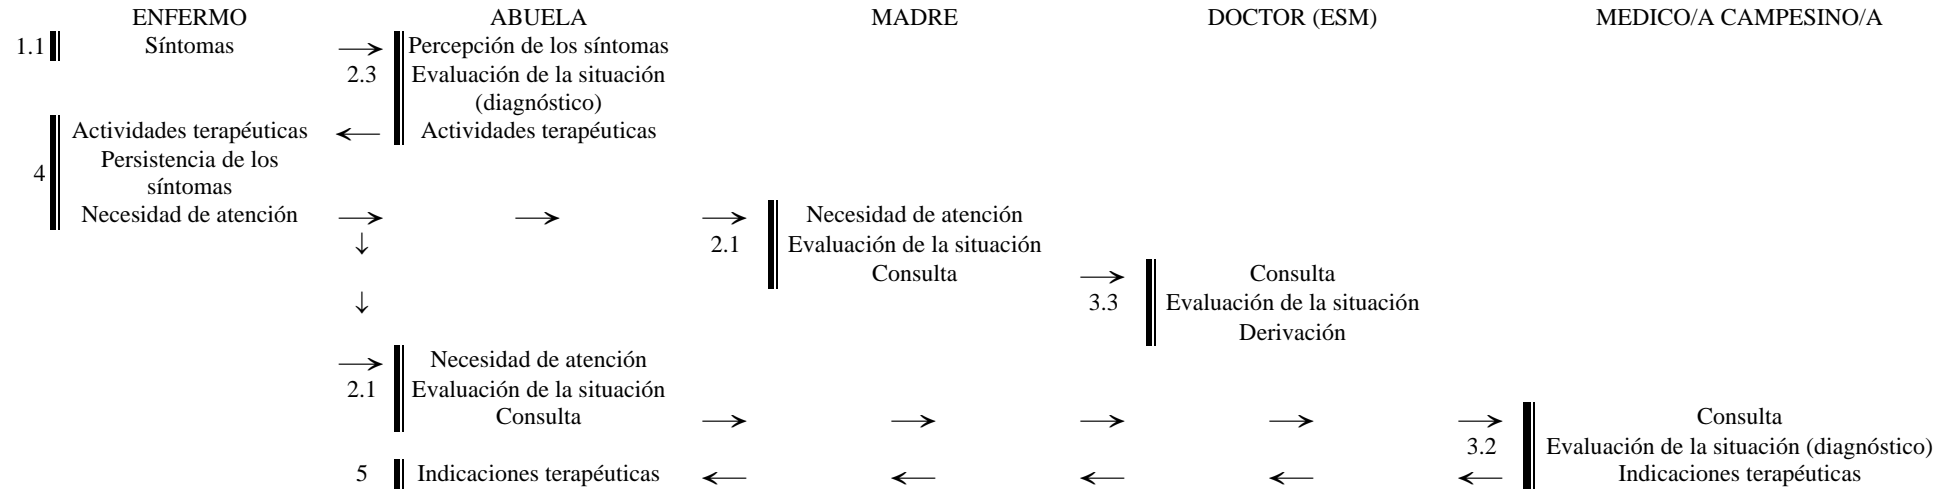 ENFERMO ABUELA MADRE DOCTOR (ESM) MEDICO/A CAMPESINO/A
1.1 Síntomas → Percepción de los síntomas
2.3 Evaluación de la situación
(diagnóstico)
Actividades terapéuticas ← Actividades terapéuticas
Persistencia de los
4
síntomas
Necesidad de atención → → → Necesidad de atención
↓ 2.1 Evaluación de la situación
Consulta → Consulta
↓ 3.3 Evaluación de la situación
Derivación
→ Necesidad de atención
2.1 Evaluación de la situación
Consulta → → → → → Consulta
3.2 Evaluación de la situación (diagnóstico)
5 Indicaciones terapéuticas ← ← ← ← ← Indicaciones terapéuticas